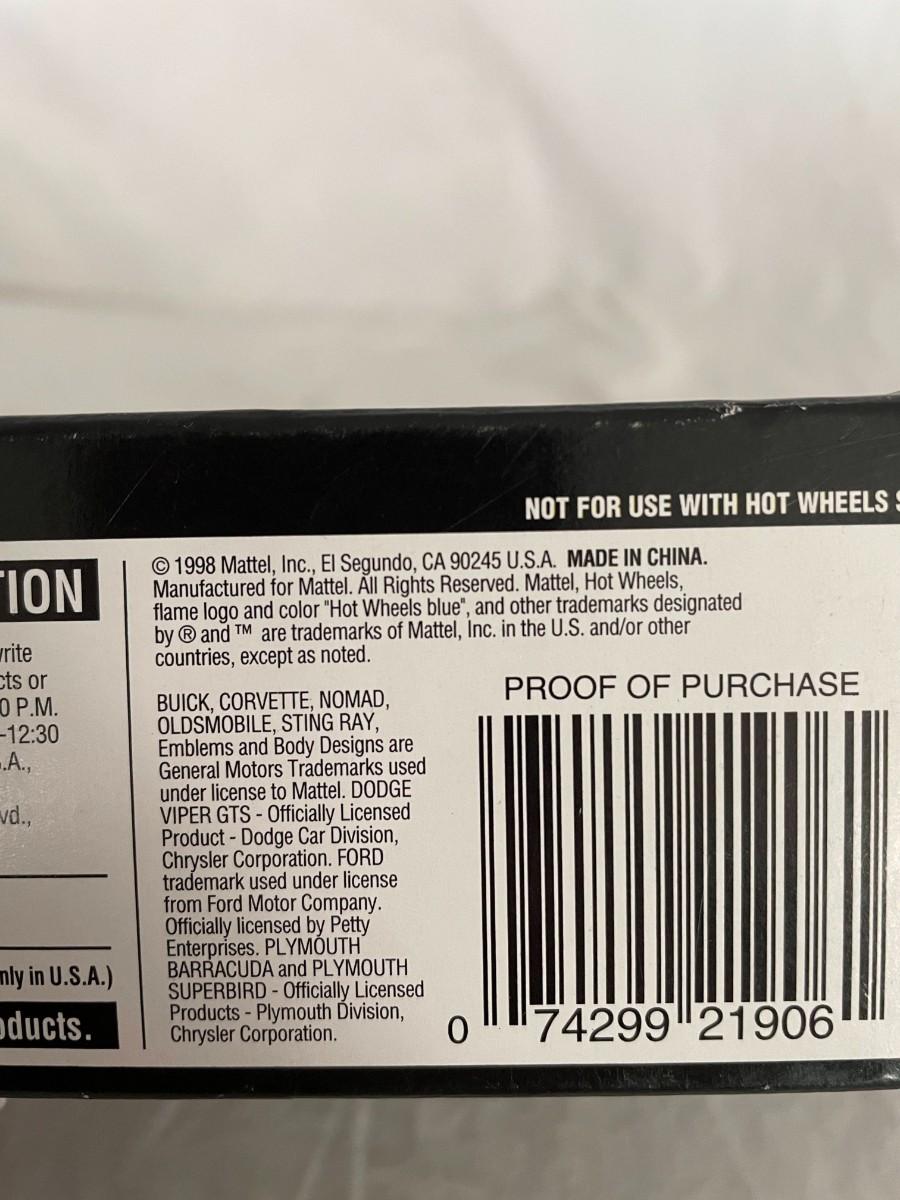 NOT FOR USE WITH HOT WHEELS
TION
write
cts or
0 P.M.
-12:30
.A.,
vd.,
nly in U.S.A.)
oducts.
© 1998 Mattel, Inc., El Segundo, CA 90245 U.S.A. MADE IN CHINA.
Manufactured for Mattel. All Rights Reserved. Mattel, Hot Wheels,
flame logo and color "Hot Wheels blue", and other trademarks designated
by ® and ™ are trademarks of Mattel, Inc. in the U.S. and/or other
countries, except as noted.
BUICK, CORVETTE, NOMAD,
OLDSMOBILE, STING RAY,
Emblems and Body Designs are
General Motors Trademarks used
under license to Mattel. DODGE
VIPER GTS - Officially Licensed
Product - Dodge Car Division,
Chrysler Corporation. FORD
trademark used under license
from Ford Motor Company.
Officially licensed by Petty
Enterprises. PLYMOUTH
BARRACUDA and PLYMOUTH
SUPERBIRD - Officially Licensed
Products - Plymouth Division,
Chrysler Corporation.
PROOF OF PURCHASE
0 74299 21906